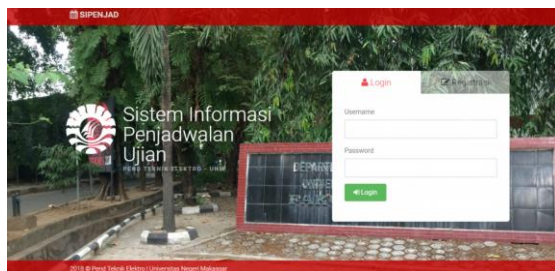 SIPENJAD
Login
Registrasi
Sistem Informasi
Penjadwalan
Ujian
PEND TEKNIK ELEKTRO - UNM
Username
Password
Login
DEPART
2018 © Pend Teknik Elektro | Universitas Negeri Makassar